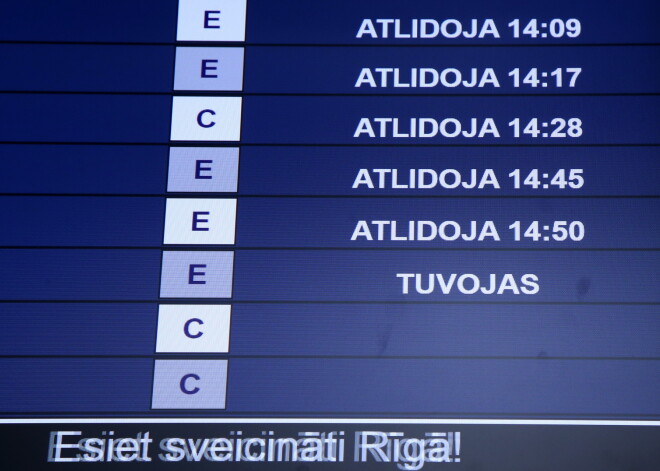 E ATLIDOJA 14:09
E ATLIDOJA 14:17
C ATLIDOJA 14:28
E ATLIDOJA 14:45
E ATLIDOJA 14:50
E TUVOJAS
C
C
Esiet sveicināti Rīgā!